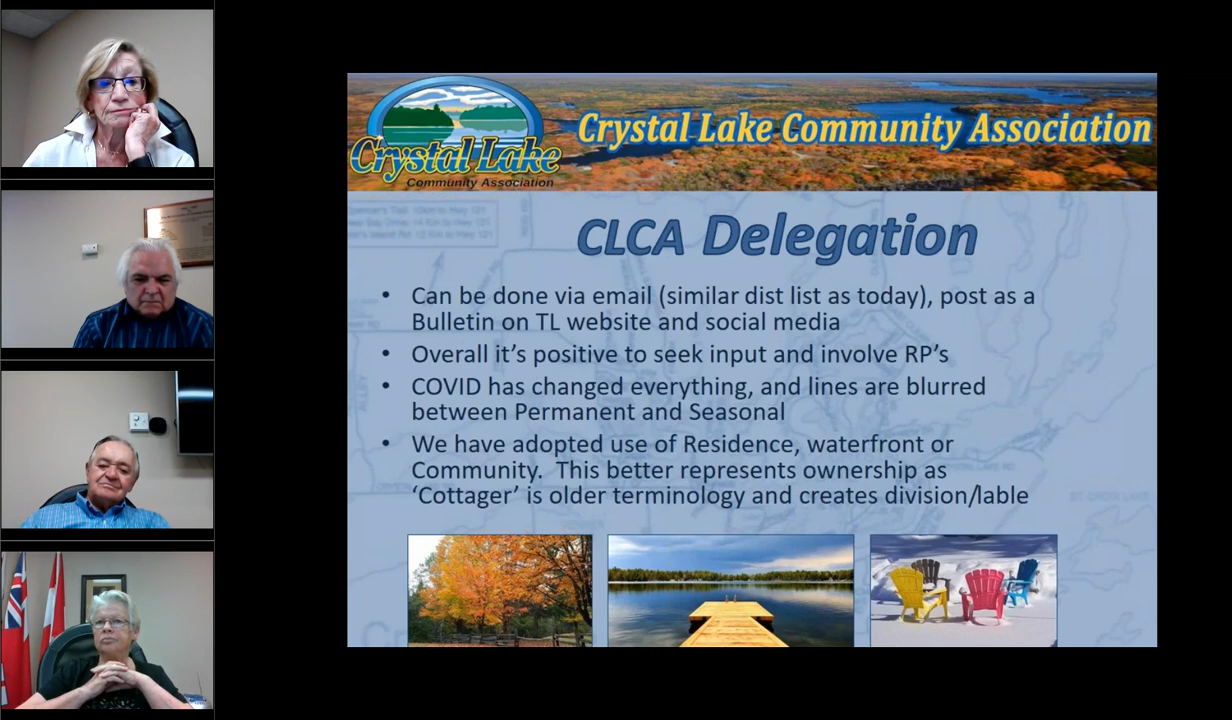 Crystal Lake
Community Association
Crystal Lake Community Association
CLCA Delegation
• Can be done via email (similar dist list as today), post as a
Bulletin on TL website and social media
• Overall it’s positive to seek input and involve RP’s
• COVID has changed everything, and lines are blurred
between Permanent and Seasonal
• We have adopted use of Residence, waterfront or
Community. This better represents ownership as
‘Cottager’ is older terminology and creates division/lable